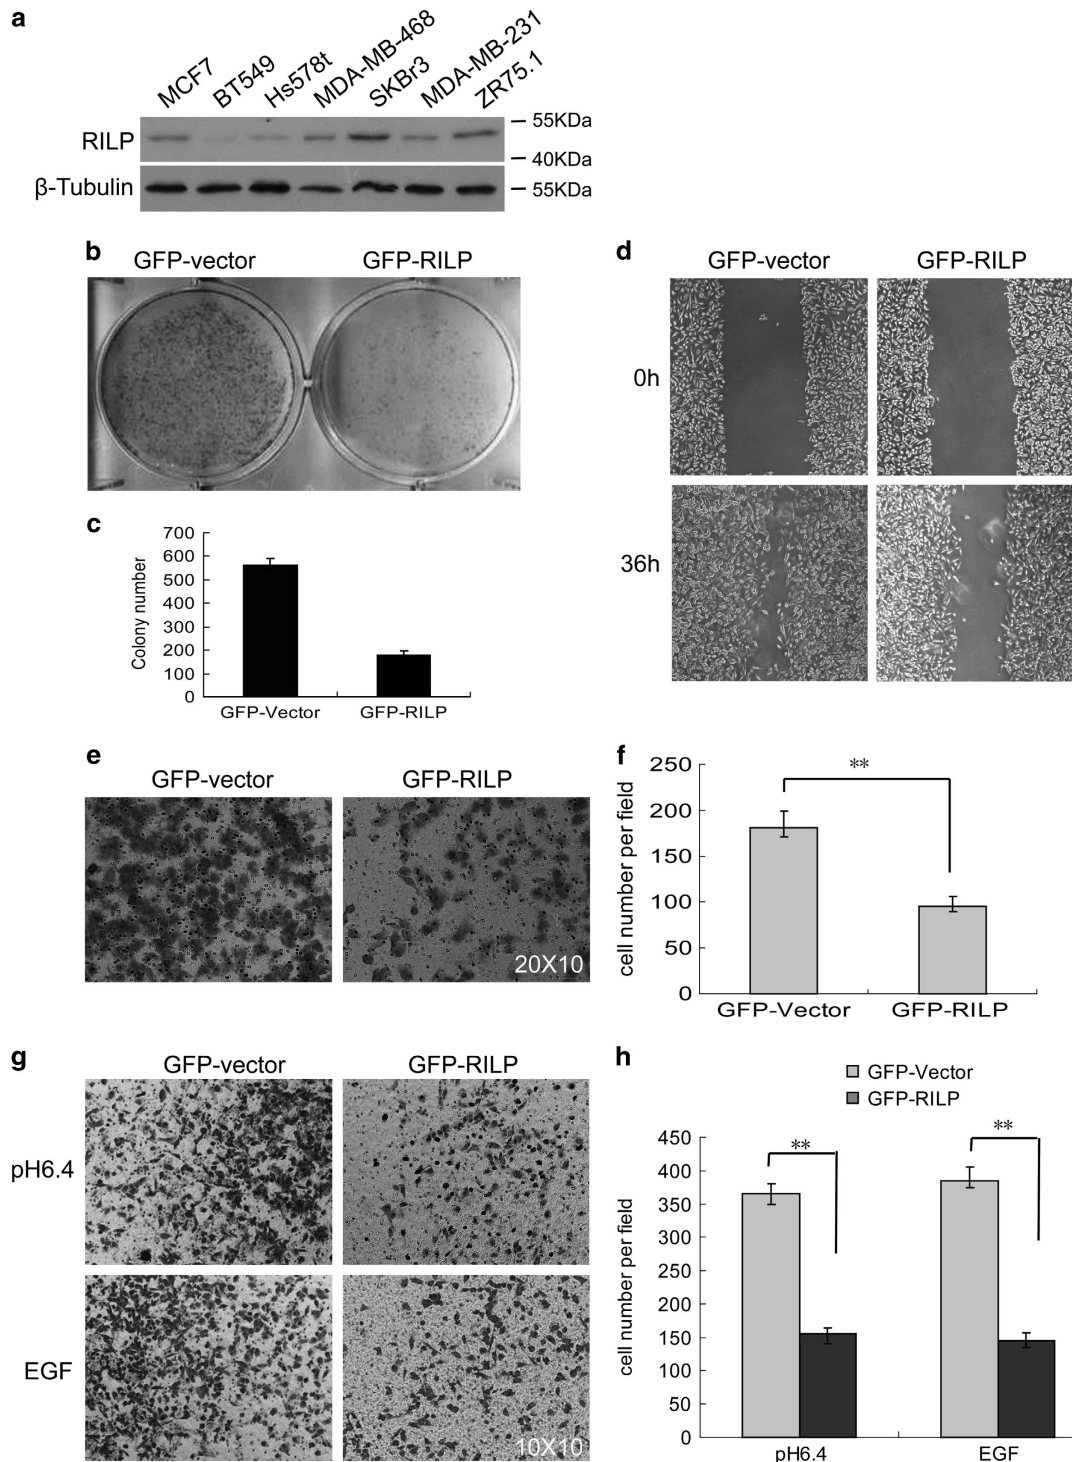 a
MCF7
BT549
Hs578t
MDA-MB-468
SKBr3
MDA-MB-231
ZR75.1
RILP
55KDa
40KDa
β-Tubulin
55KDa
b
GFP-vector GFP-RILP
c
Colony number
700
600
500
400
300
200
100
0
GFP-Vector GFP-RILP
d
GFP-vector GFP-RILP
0h
36h
e
GFP-vector GFP-RILP
20X10
f
cell number per field
250
200
150
100
50
0
**
GFP-Vector GFP-RILP
g
GFP-vector GFP-RILP
pH6.4
EGF
10X10
h
GFP-Vector
GFP-RILP
cell number per field
450
400
350
300
250
200
150
100
50
0
** **
pH6.4 EGF